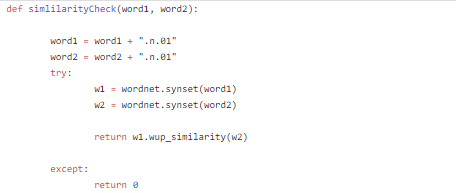 def simlilarityCheck(word1, word2):
word1 = word1 + ".n.01"
word2 = word2 + ".n.01"
try:
w1 = wordnet.synset(word1)
w2 = wordnet.synset(word2)
return w1.wup_similarity(w2)
except:
return 0